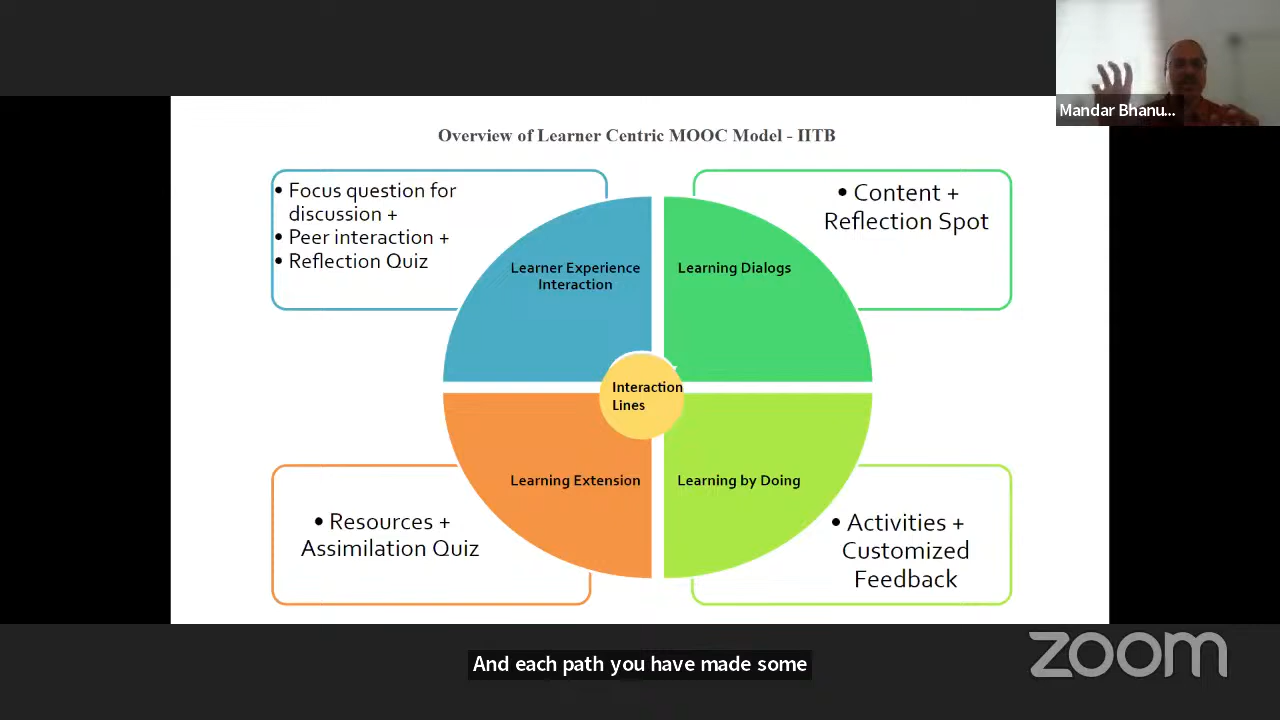 Mandar Bhanu...
Overview of Learner Centric MOOC Model - IITB
• Focus question for
discussion +
• Peer interaction +
• Reflection Quiz
• Content +
Reflection Spot
Learner Experience
Interaction
Learning Dialogs
Interaction
Lines
Learning Extension
Learning by Doing
• Resources +
Assimilation Quiz
• Activities +
Customized
Feedback
And each path you have made some
zoom